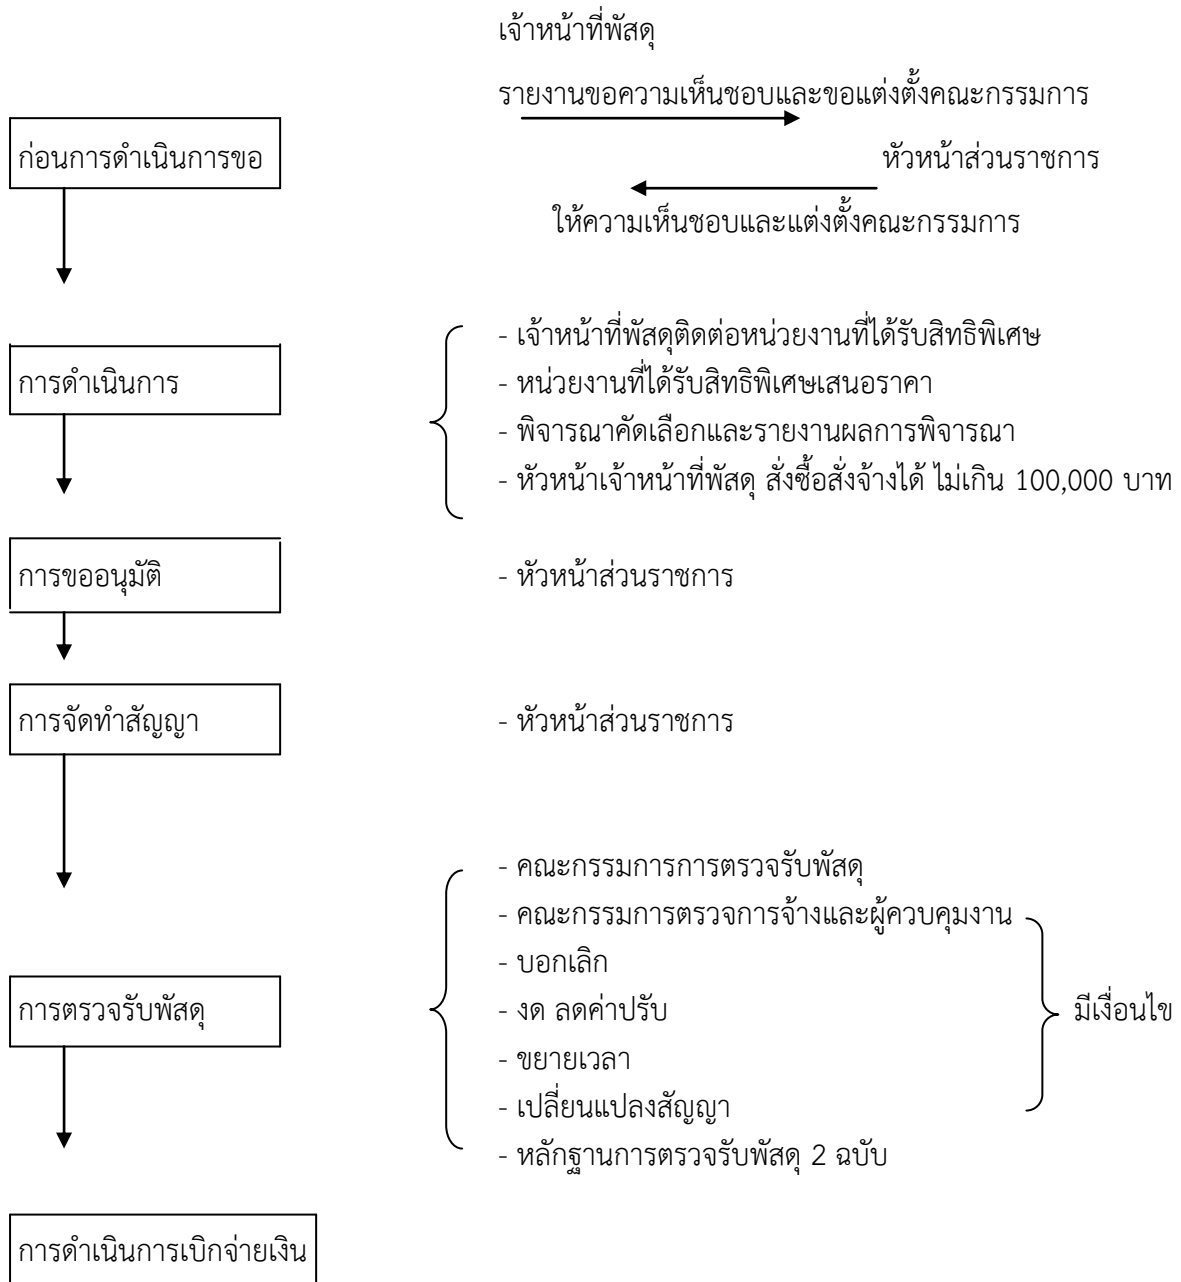 เจ้าหน้าที่พัสดุ
รายงานขอความเห็นชอบและขอแต่งตั้งคณะกรรมการ
ก่อนการดำเนินการขอ
หัวหน้าส่วนราชการ
ให้ความเห็นชอบและแต่งตั้งคณะกรรมการ
การดำเนินการ
- เจ้าหน้าที่พัสดุติดต่อหน่วยงานที่ได้รับสิทธิพิเศษ
- หน่วยงานที่ได้รับสิทธิพิเศษเสนอราคา
- พิจารณาคัดเลือกและรายงานผลการพิจารณา
- หัวหน้าเจ้าหน้าที่พัสดุ สั่งซื้อสั่งจ้างได้ ไม่เกิน 100,000 บาท
การขออนุมัติ
- หัวหน้าส่วนราชการ
การจัดทำสัญญา
- หัวหน้าส่วนราชการ
การตรวจรับพัสดุ
- คณะกรรมการการตรวจรับพัสดุ
- คณะกรรมการตรวจการจ้างและผู้ควบคุมงาน
- บอกเลิก
- งด ลดค่าปรับ
- ขยายเวลา
- เปลี่ยนแปลงสัญญา
- หลักฐานการตรวจรับพัสดุ 2 ฉบับ
มีเงื่อนไข
การดำเนินการเบิกจ่ายเงิน